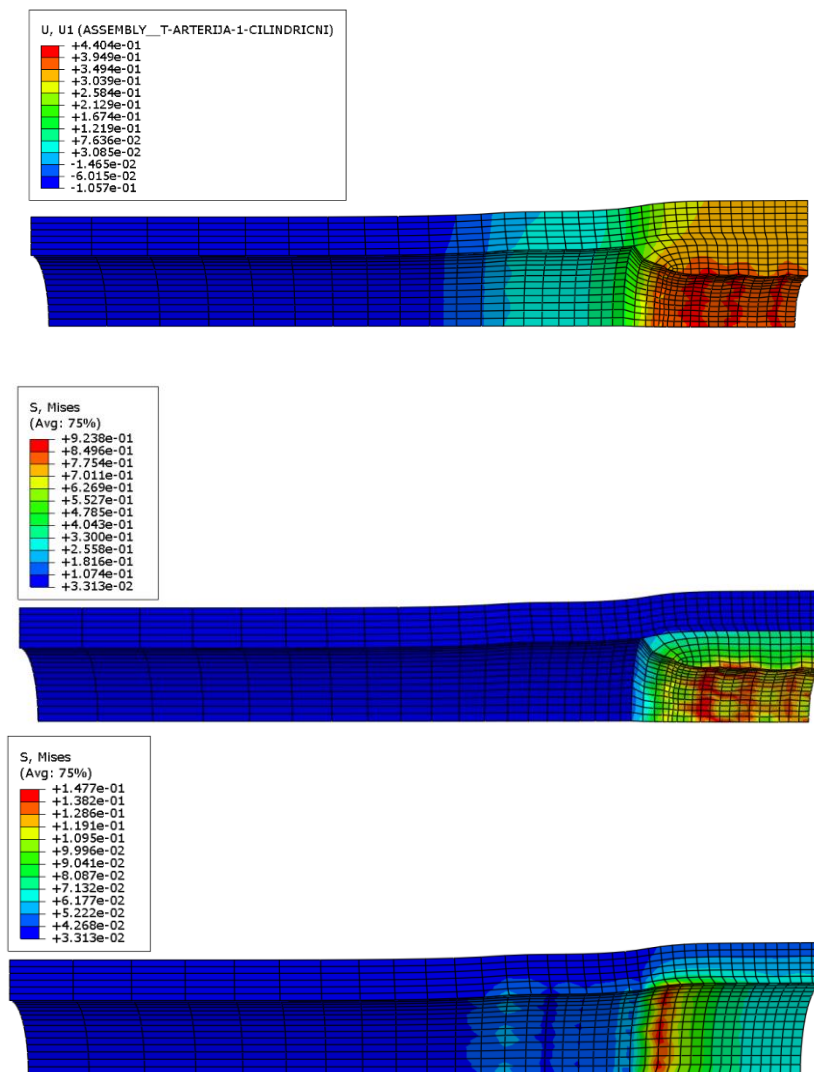 U, U1 (ASSEMBLY__T-ARTERIJA-1-CILINDRICNI)
+4.404e-01
+3.949e-01
+3.494e-01
+3.039e-01
+2.584e-01
+2.129e-01
+1.674e-01
+1.219e-01
+7.636e-02
+3.085e-02
-1.465e-02
-6.015e-02
-1.057e-01
S, Mises
(Avg: 75%)
+9.238e-01
+8.496e-01
+7.754e-01
+7.011e-01
+6.269e-01
+5.527e-01
+4.785e-01
+4.043e-01
+3.300e-01
+2.558e-01
+1.816e-01
+1.074e-01
+3.313e-02
S, Mises
(Avg: 75%)
+1.477e-01
+1.382e-01
+1.286e-01
+1.191e-01
+1.095e-01
+9.996e-02
+9.041e-02
+8.087e-02
+7.132e-02
+6.177e-02
+5.222e-02
+4.268e-02
+3.313e-02